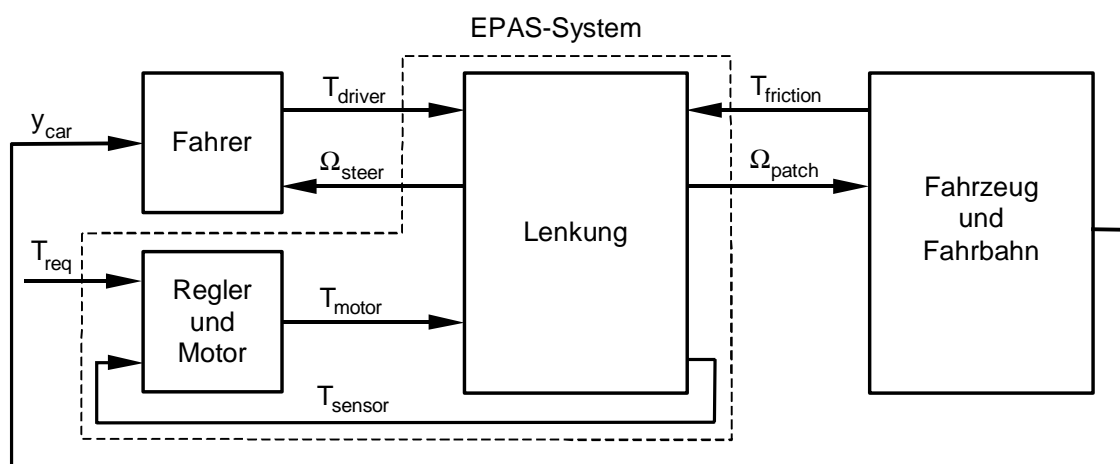 EPAS-System
T_driver
T_friction
y_car
Fahrer
Ω_steer
Ω_patch
Fahrzeug
und
Fahrbahn
Lenkung
T_req
Regler
und
Motor
T_motor
T_sensor